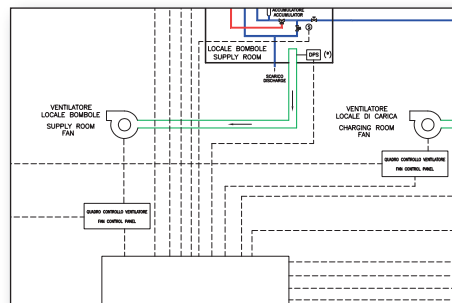 ACCUMULATORE
ACCUMULATOR
LOCALE BOMBOLE
SUPPLY ROOM
DPS
(*)
SCARICO
DISCHARGE
VENTILATORE
LOCALE BOMBOLE
SUPPLY ROOM
FAN
VENTILATORE
LOCALE DI CARICA
CHARGING ROOM
FAN
QUADRO CONTROLLO VENTILATORE
FAN CONTROL PANEL
QUADRO CONTROLLO VENTILATORE
FAN CONTROL PANEL